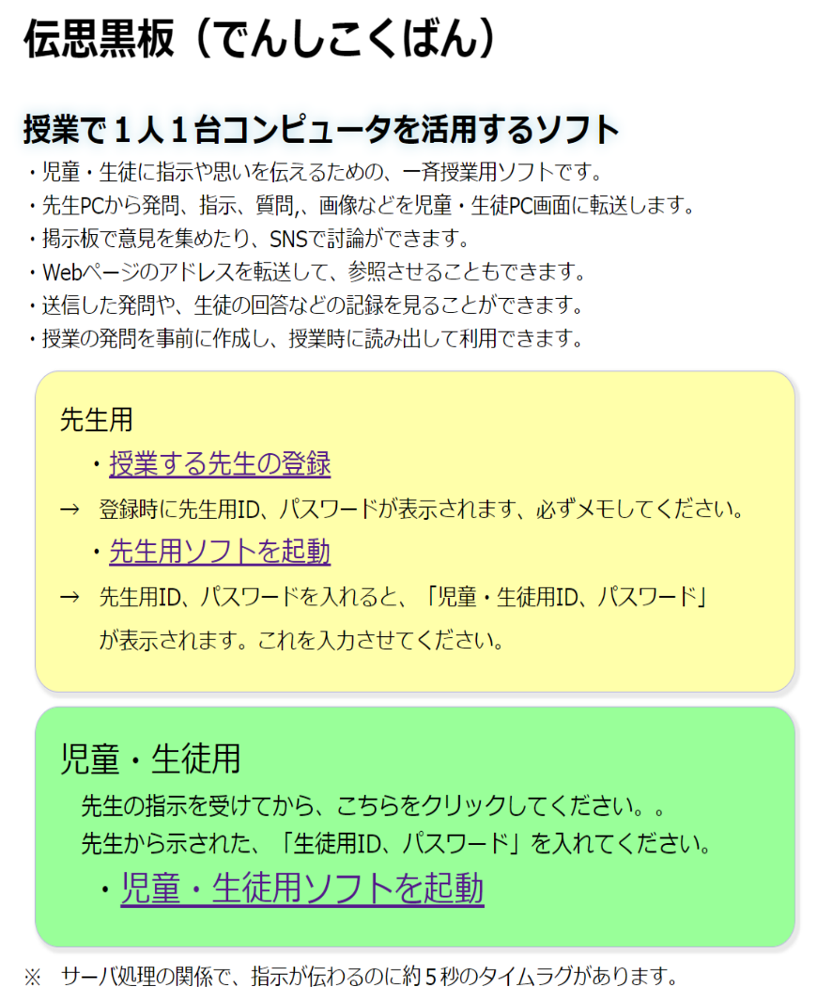 伝思黒板（でんしこくばん）
授業で１人１台コンピュータを活用するソフト
・児童・生徒に指示や思いを伝えるための、一斉授業用ソフトです。
・先生PCから発問、指示、質問,、画像などを児童・生徒PC画面に転送します。
・掲示板で意見を集めたり、SNSで討論ができます。
・Webページのアドレスを転送して、参照させることもできます。
・送信した発問や、生徒の回答などの記録を見ることができます。
・授業の発問を事前に作成し、授業時に読み出して利用できます。
先生用
・授業する先生の登録
→　登録時に先生用ID、パスワードが表示されます、必ずメモしてください。
・先生用ソフトを起動
→　先生用ID、パスワードを入れると、「児童・生徒用ID、パスワード」
が表示されます。これを入力させてください。
児童・生徒用
先生の指示を受けてから、こちらをクリックしてください。。
先生から示された、「生徒用ID、パスワード」を入れてください。
・児童・生徒用ソフトを起動
※　サーバ処理の関係で、指示が伝わるのに約５秒のタイムラグがあります。